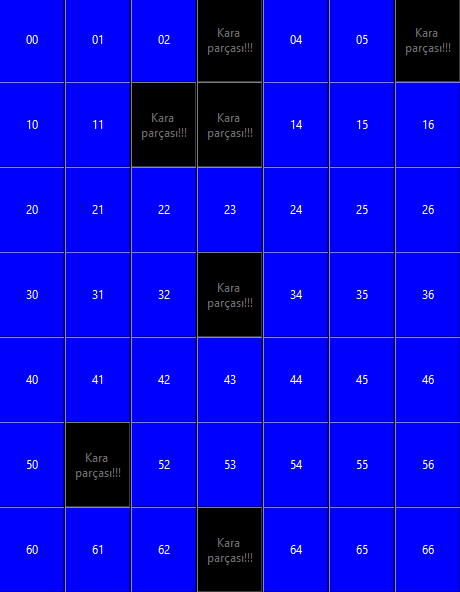 00 01 02 Kara parçası!!! 04 05 Kara parçası!!!
10 11 Kara parçası!!! Kara parçası!!! 14 15 16
20 21 22 23 24 25 26
30 31 32 Kara parçası!!! 34 35 36
40 41 42 43 44 45 46
50 Kara parçası!!! 52 53 54 55 56
60 61 62 Kara parçası!!! 64 65 66